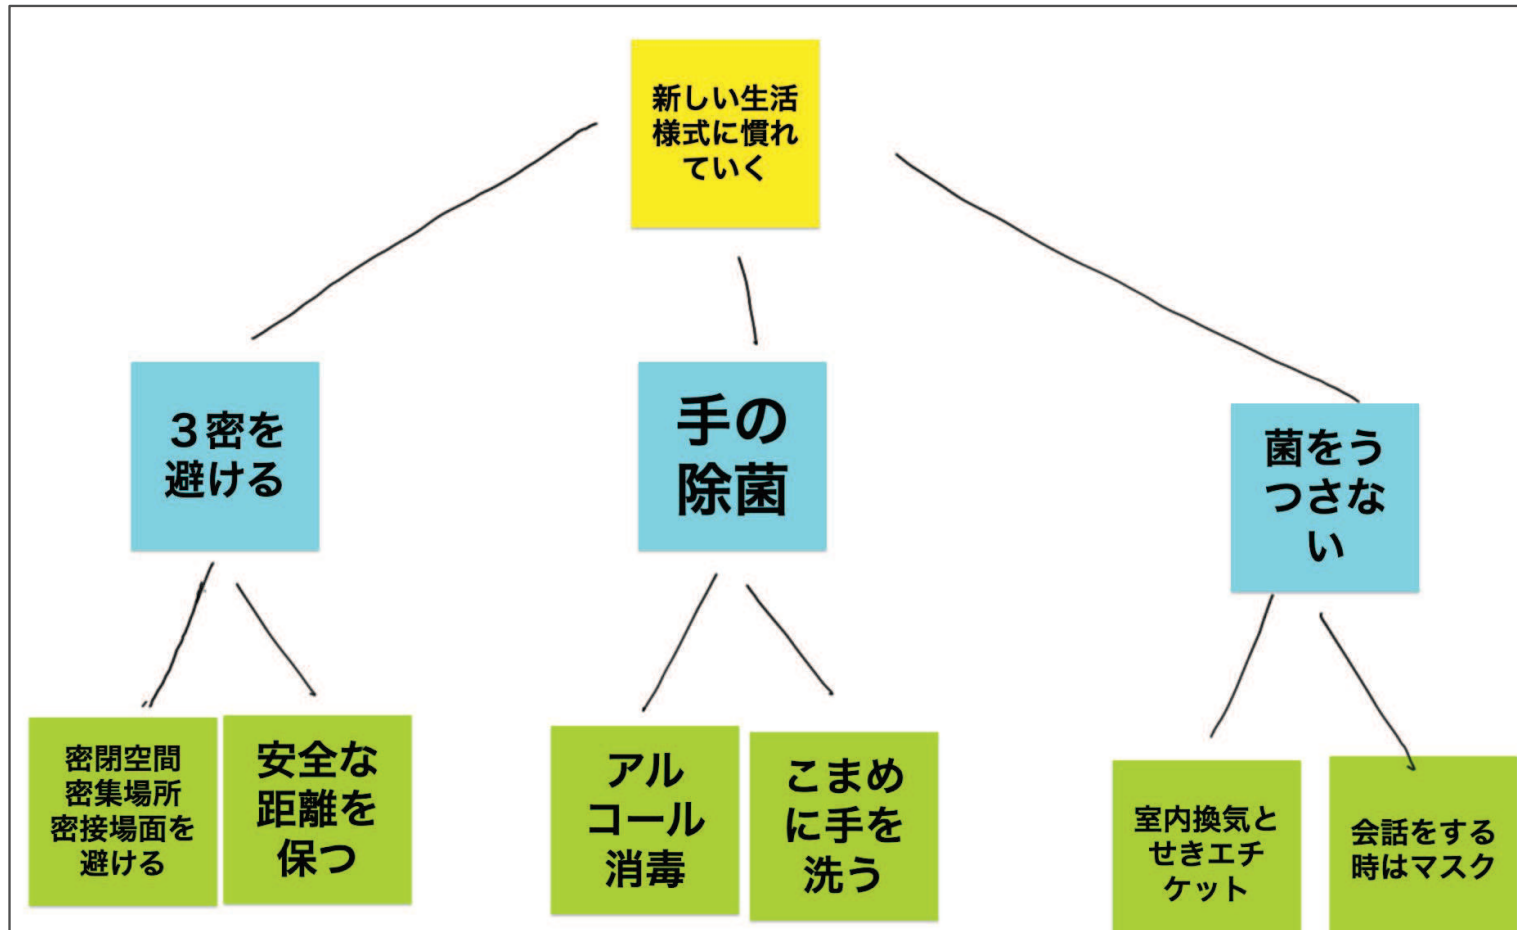 新しい生活
様式に慣れ
ていく
３密を
避ける
手の
除菌
菌をう
つさな
い
密閉空間
密集場所
密接場面を
避ける
安全な
距離を
保つ
アル
コール
消毒
こまめ
に手を
洗う
室内換気と
せきエチ
ケット
会話をする
時はマスク